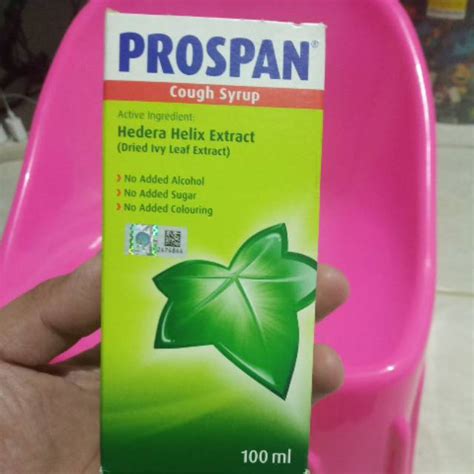 PROSPAN®
Cough Syrup
Active Ingredient:
Hedera Helix Extract
(Dried Ivy Leaf Extract)
No Added Alcohol
No Added Sugar
No Added Colouring
100 ml